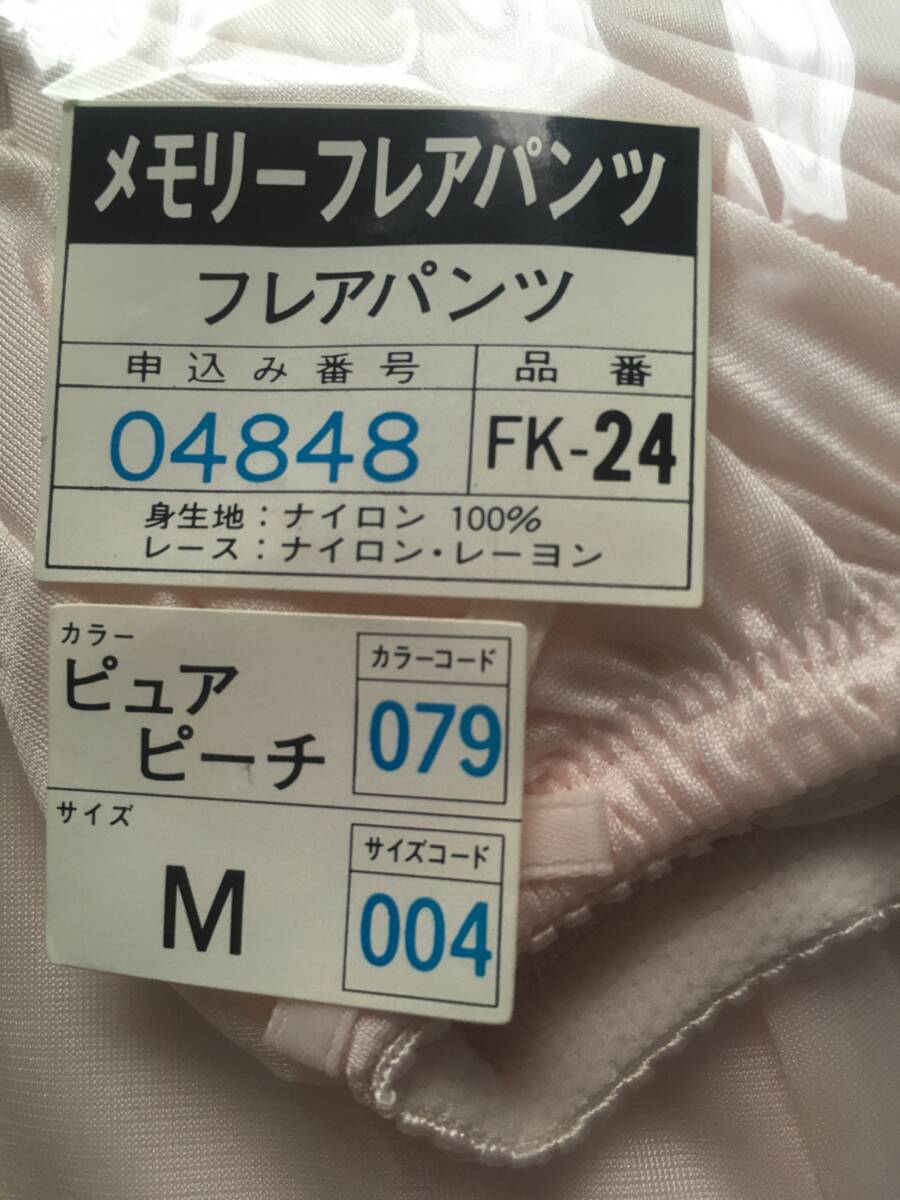 メモリーフレアパンツ
フレアパンツ
申込み番号
品番
04848
FK-24
身生地：ナイロン 100%
レース：ナイロン・レーヨン
カラー
ピュア
ピーチ
カラーコード
079
サイズ
M
サイズコード
004